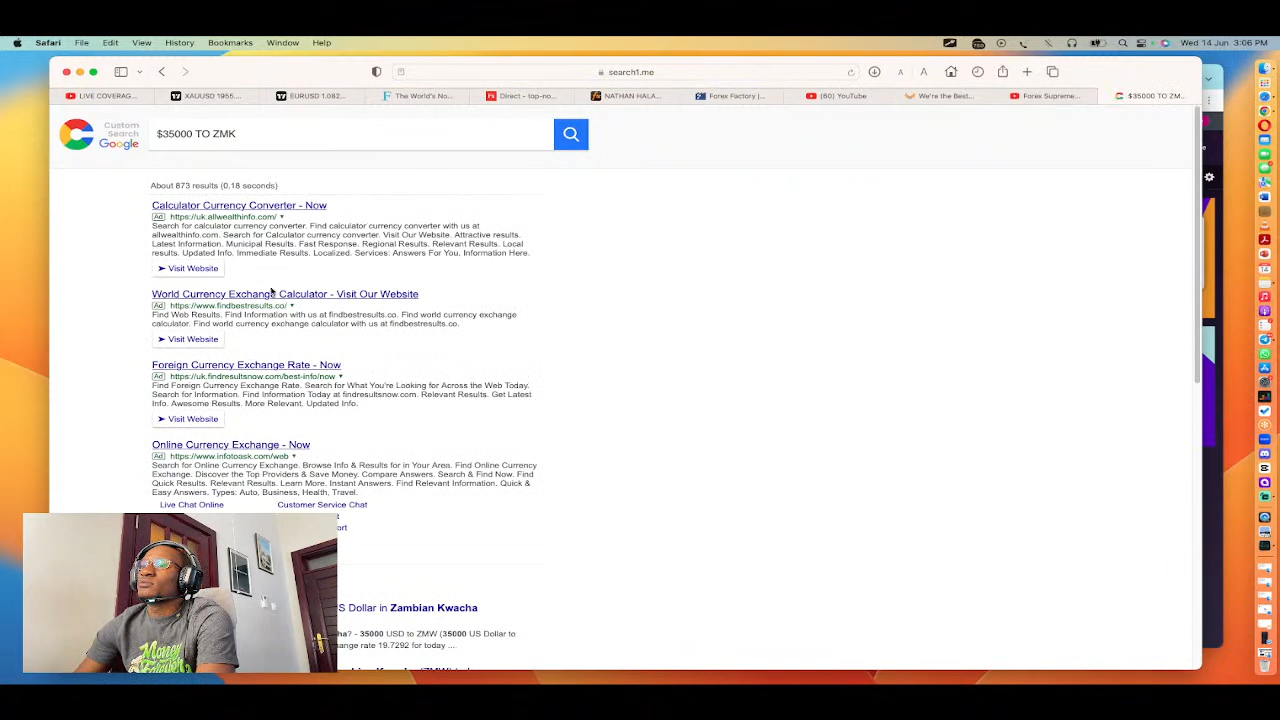 Safari File Edit View History Bookmarks Window Help Wed 14 Jun 3:06 PM
search1.me
LIVE COVERAG... XAUUSD 1955.... EURUSD 1.082... The World's No... Direct - top-no... NATHAN HALA... Forex Factory |... (60) YouTube We're the Best... Forex Supreme... $35000 TO ZM...
Custom
Search
Google
$35000 TO ZMK
About 873 results (0.18 seconds)
Calculator Currency Converter - Now
Ad https://uk.allwealthinfo.com/
Search for calculator currency converter. Find calculator currency converter with us at
allwealthinfo.com. Search for Calculator currency converter. Visit Our Website. Attractive results.
Latest Information. Municipal Results. Fast Response. Regional Results. Relevant Results. Local
results. Updated Info. Immediate Results. Localized. Services: Answers For You. Information Here.
Visit Website
World Currency Exchange Calculator - Visit Our Website
Ad https://www.findbestresults.co/
Find Web Results. Find Information with us at findbestresults.co. Find world currency exchange
calculator. Find world currency exchange calculator with us at findbestresults.co.
Visit Website
Foreign Currency Exchange Rate - Now
Ad https://uk.findresultsnow.com/best-info/now
Find Foreign Currency Exchange Rate. Search for What You're Looking for Across the Web Today.
Search for Information. Find Information Today at findresultsnow.com. Relevant Results. Get Latest
Info. Awesome Results. More Relevant. Updated Info.
Visit Website
Online Currency Exchange - Now
Ad https://www.infotoask.com/web
Search for Online Currency Exchange. Browse Info & Results for in Your Area. Find Online Currency
Exchange. Discover the Top Providers & Save Money. Compare Answers. Search & Find Now. Find
Quick Results. Relevant Results. Learn More. Instant Answers. Find Relevant Information. Quick &
Easy Answers. Types: Auto, Business, Health, Travel.
Live Chat Online Customer Service Chat
ort
S Dollar in Zambian Kwacha
ha? - 35000 USD to ZMW (35000 US Dollar to
hange rate 19.7292 for today ....
Money
Forever